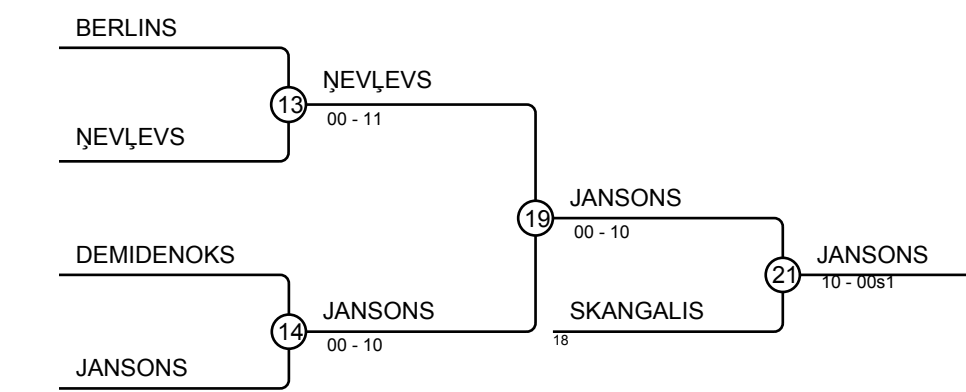 BERLINS
ŅEVĻEVS
13
00 - 11
ŅEVĻEVS
JANSONS
19
00 - 10
DEMIDENOKS
JANSONS
21
10 - 00s1
JANSONS
SKANGALIS
14
00 - 10
18
JANSONS